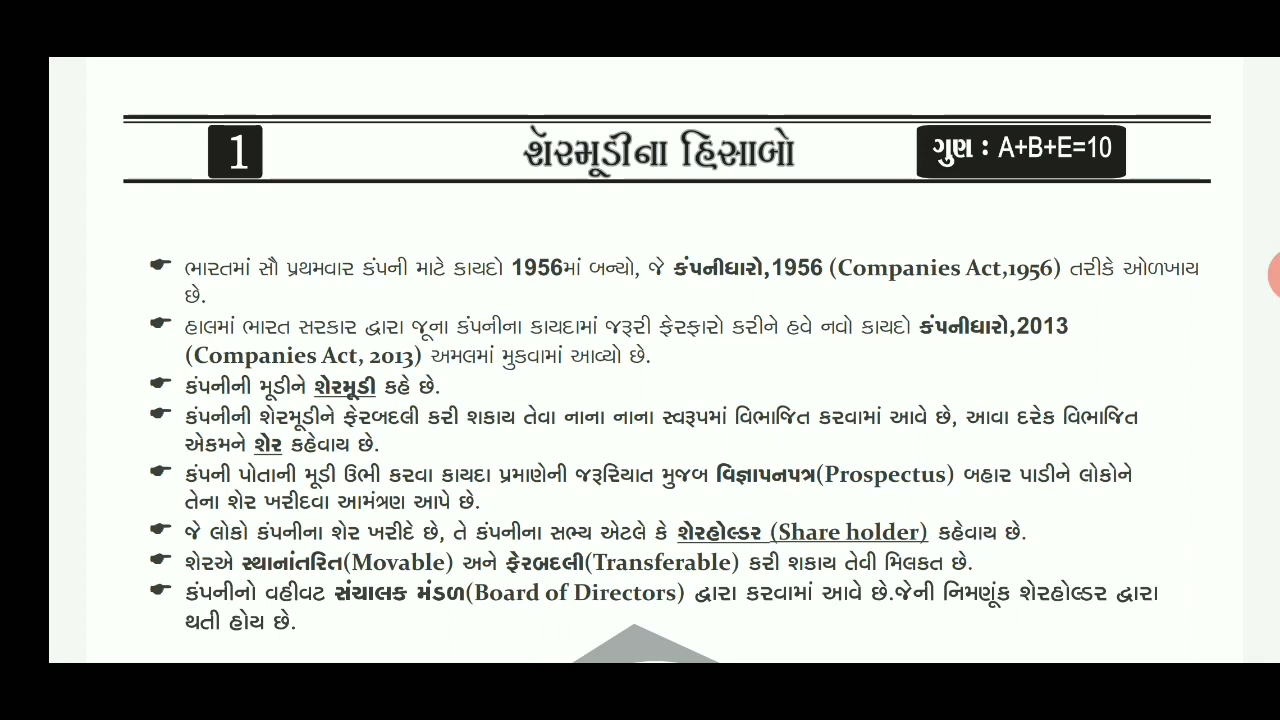 1
શેરમૂડીના હિસાબો
ગુણ : A+B+E=10
ભારતમાં સૌ પ્રથમવાર કંપની માટે કાયદો 1956માં બન્યો, જે કંપનીધારો,1956 (Companies Act,1956) તરીકે ઓળખાય
છે.
હાલમાં ભારત સરકાર દ્વારા જૂના કંપનીના કાયદામાં જરૂરી ફેરફારો કરીને હવે નવો કાયદો કંપનીધારો,2013
(Companies Act, 2013) અમલમાં મુકવામાં આવ્યો છે.
કંપનીની મૂડીને શેરમૂડી કહે છે.
કંપનીની શેરમૂડીને ફેરબદલી કરી શકાય તેવા નાના નાના સ્વરૂપમાં વિભાજિત કરવામાં આવે છે, આવા દરેક વિભાજિત
એકમને શેર કહેવાય છે.
કંપની પોતાની મૂડી ઉભી કરવા કાયદા પ્રમાણેની જરૂરિયાત મુજબ વિજ્ઞાપનપત્ર(Prospectus) બહાર પાડીને લોકોને
તેના શેર ખરીદવા આમંત્રણ આપે છે.
જે લોકો કંપનીના શેર ખરીદે છે, તે કંપનીના સભ્ય એટલે કે શેરહોલ્ડર (Share holder) કહેવાય છે.
શેરએ સ્થાનાંતરિત(Movable) અને ફેરબદલી(Transferable) કરી શકાય તેવી મિલકત છે.
કંપનીનો વહીવટ સંચાલક મંડળ(Board of Directors) દ્વારા કરવામાં આવે છે.જેની નિમણૂંક શેરહોલ્ડર દ્વારા
થતી હોય છે.